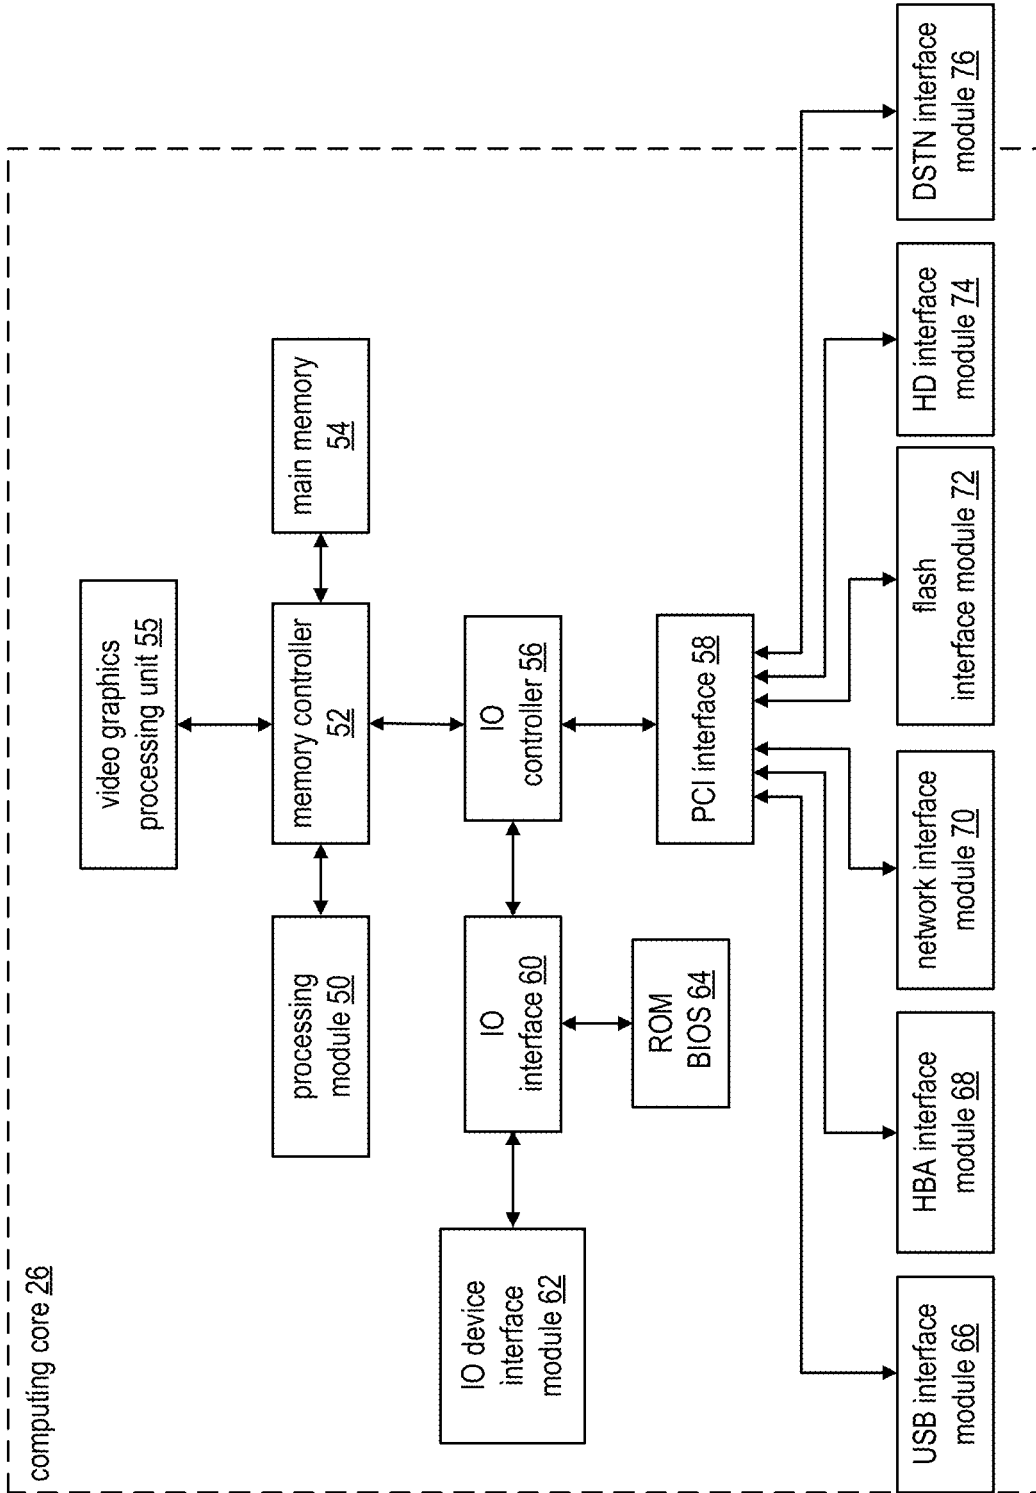 computing core 26
video graphics
processing unit 55
processing
module 50
memory controller
52
main memory
54
IO device
interface
module 62
IO
interface 60
IO
controller 56
ROM
BIOS 64
PCI interface 58
USB interface
module 66
HBA interface
module 68
network interface
module 70
flash
interface module 72
HD interface
module 74
DSTN interface
module 76